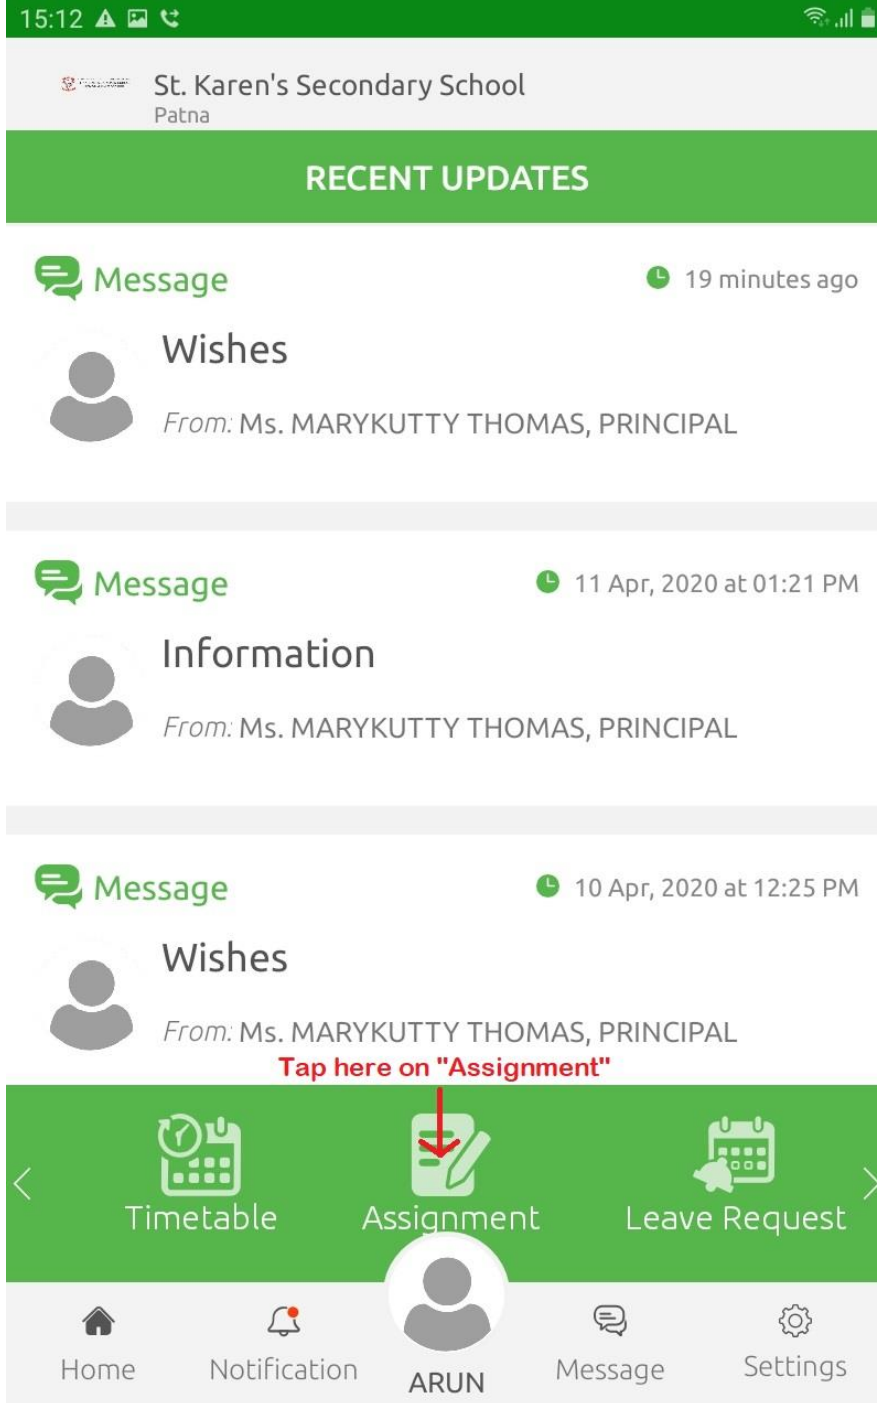 15:12
St. Karen's Secondary School
Patna
RECENT UPDATES
Message 19 minutes ago
Wishes
From: Ms. MARYKUTTY THOMAS, PRINCIPAL
Message 11 Apr, 2020 at 01:21 PM
Information
From: Ms. MARYKUTTY THOMAS, PRINCIPAL
Message 10 Apr, 2020 at 12:25 PM
Wishes
From: Ms. MARYKUTTY THOMAS, PRINCIPAL
Tap here on "Assignment"
Timetable Assignment Leave Request
Home Notification ARUN Message Settings